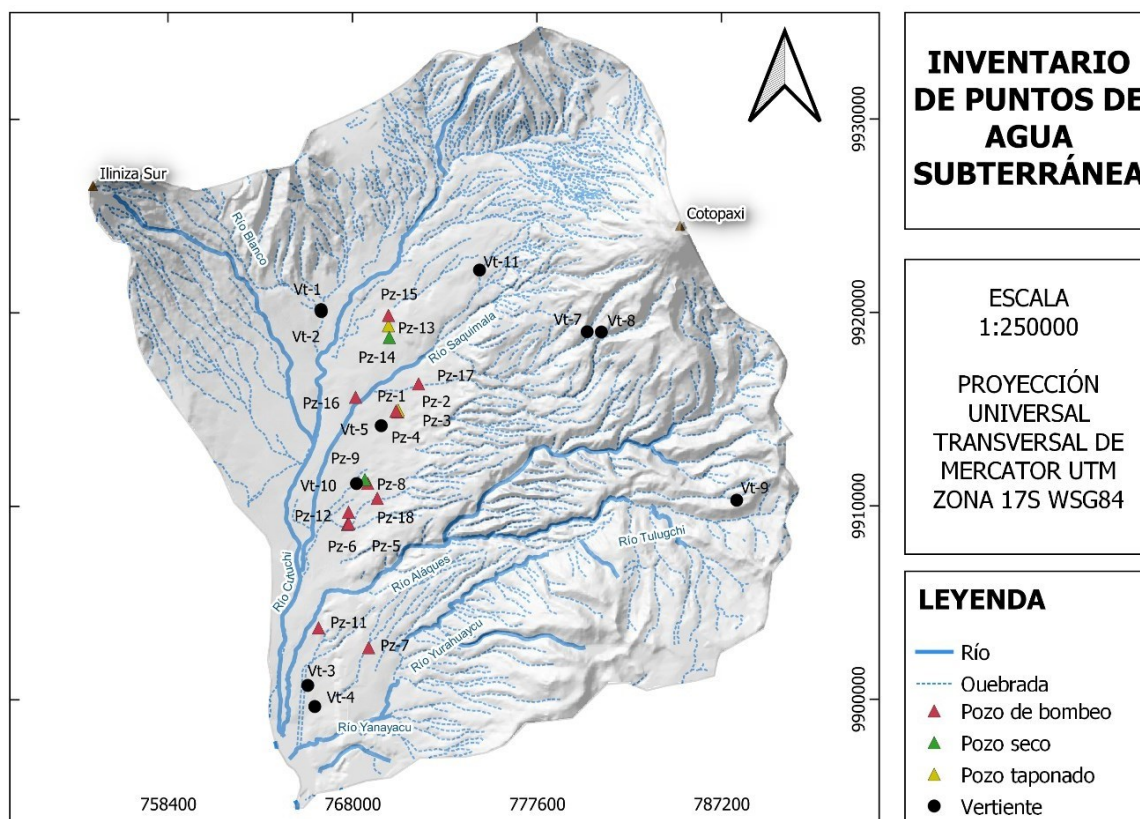 INVENTARIO
DE PUNTOS DE
AGUA
SUBTERRÁNEA
ESCALA
1:250000
PROYECCIÓN
UNIVERSAL
TRANSVERSAL DE
MERCATOR UTM
ZONA 17S WSG84
LEYENDA
Río
Quebrada
Pozo de bombeo
Pozo seco
Pozo taponado
Vertiente
Iliniza Sur
Cotopaxi
Río Blanco
Vt-11
Vt-1
Pz-15
Vt-2
Pz-13
Vt-7
Vt-8
Pz-14
Río Saquimala
Pz-17
Pz-16
Pz-1
Pz-2
Pz-3
Vt-5
Pz-4
Pz-9
Vt-10
Pz-8
Vt-9
Pz-12
Pz-18
Pz-6
Pz-5
Río Tulugchi
Río Cutuchi
Río Aláques
Pz-11
Pz-7
Río Yurahuaycu
Vt-3
Vt-4
Río Yanayacu
758400
768000
777600
787200
9930000
9920000
9910000
9900000